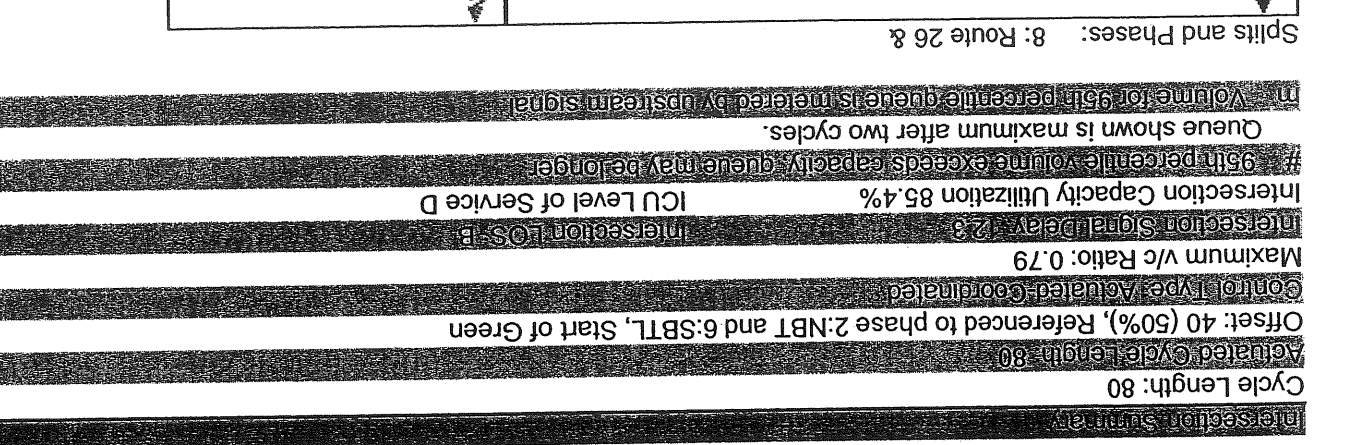 Intersection Summary
Cycle Length: 80
Actuated Cycle Length: 80
Offset: 40 (50%), Referenced to phase 2:NBT and 6:SBTL, Start of Green
Control Type: Actuated-Coordinated
Maximum v/c Ratio: 0.79
Intersection Signal Delay: 12.3 Intersection LOS: B
Intersection Capacity Utilization 85.4% ICU Level of Service D
# 95th percentile volume exceeds capacity, queue may be longer
Queue shown is maximum after two cycles.
m Volume for 95th percentile queue is metered by upstream signal
Splits and Phases: 8: Route 26 &